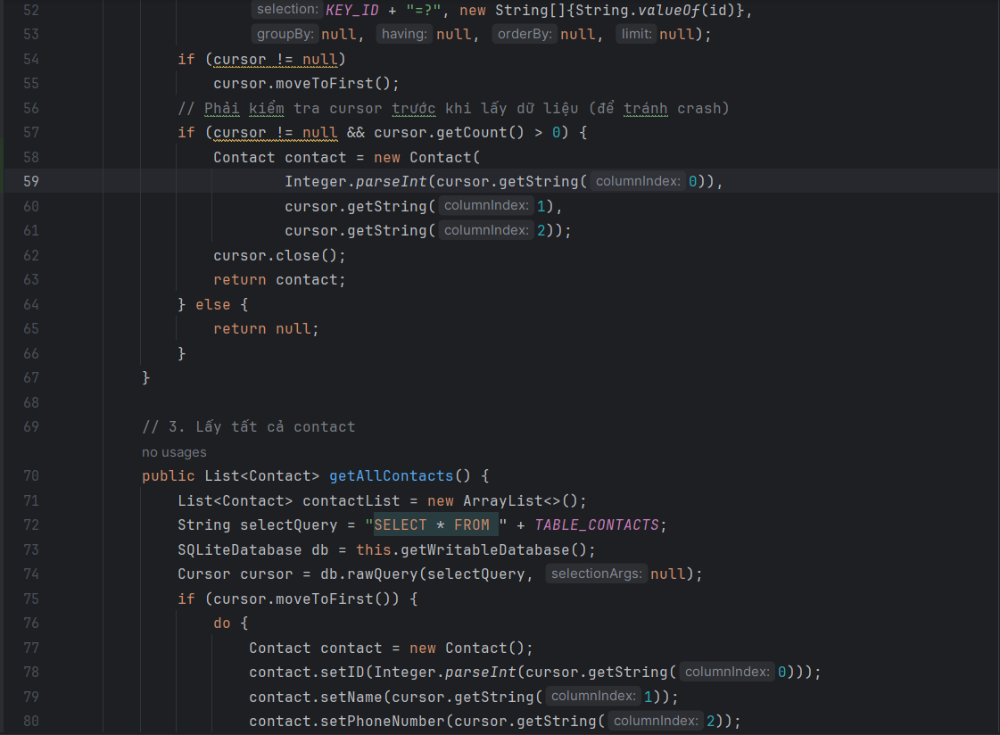 52 selection: KEY_ID + "=?", new String[]{String.valueOf(id)},
53 groupBy: null, having: null, orderBy: null, limit: null);
54 if (cursor != null)
55 cursor.moveToFirst();
56 // Phải kiểm tra cursor trước khi lấy dữ liệu (để tránh crash)
57 if (cursor != null && cursor.getCount() > 0) {
58 Contact contact = new Contact(
59 Integer.parseInt(cursor.getString( columnIndex: 0)),
60 cursor.getString( columnIndex: 1),
61 cursor.getString( columnIndex: 2));
62 cursor.close();
63 return contact;
64 } else {
65 return null;
66 }
67 }
68
69 // 3. Lấy tất cả contact
no usages
70 public List<Contact> getAllContacts() {
71 List<Contact> contactList = new ArrayList<>();
72 String selectQuery = "SELECT * FROM " + TABLE_CONTACTS;
73 SQLiteDatabase db = this.getWritableDatabase();
74 Cursor cursor = db.rawQuery(selectQuery, selectionArgs: null);
75 if (cursor.moveToFirst()) {
76 do {
77 Contact contact = new Contact();
78 contact.setID(Integer.parseInt(cursor.getString( columnIndex: 0)));
79 contact.setName(cursor.getString( columnIndex: 1));
80 contact.setPhoneNumber(cursor.getString( columnIndex: 2));